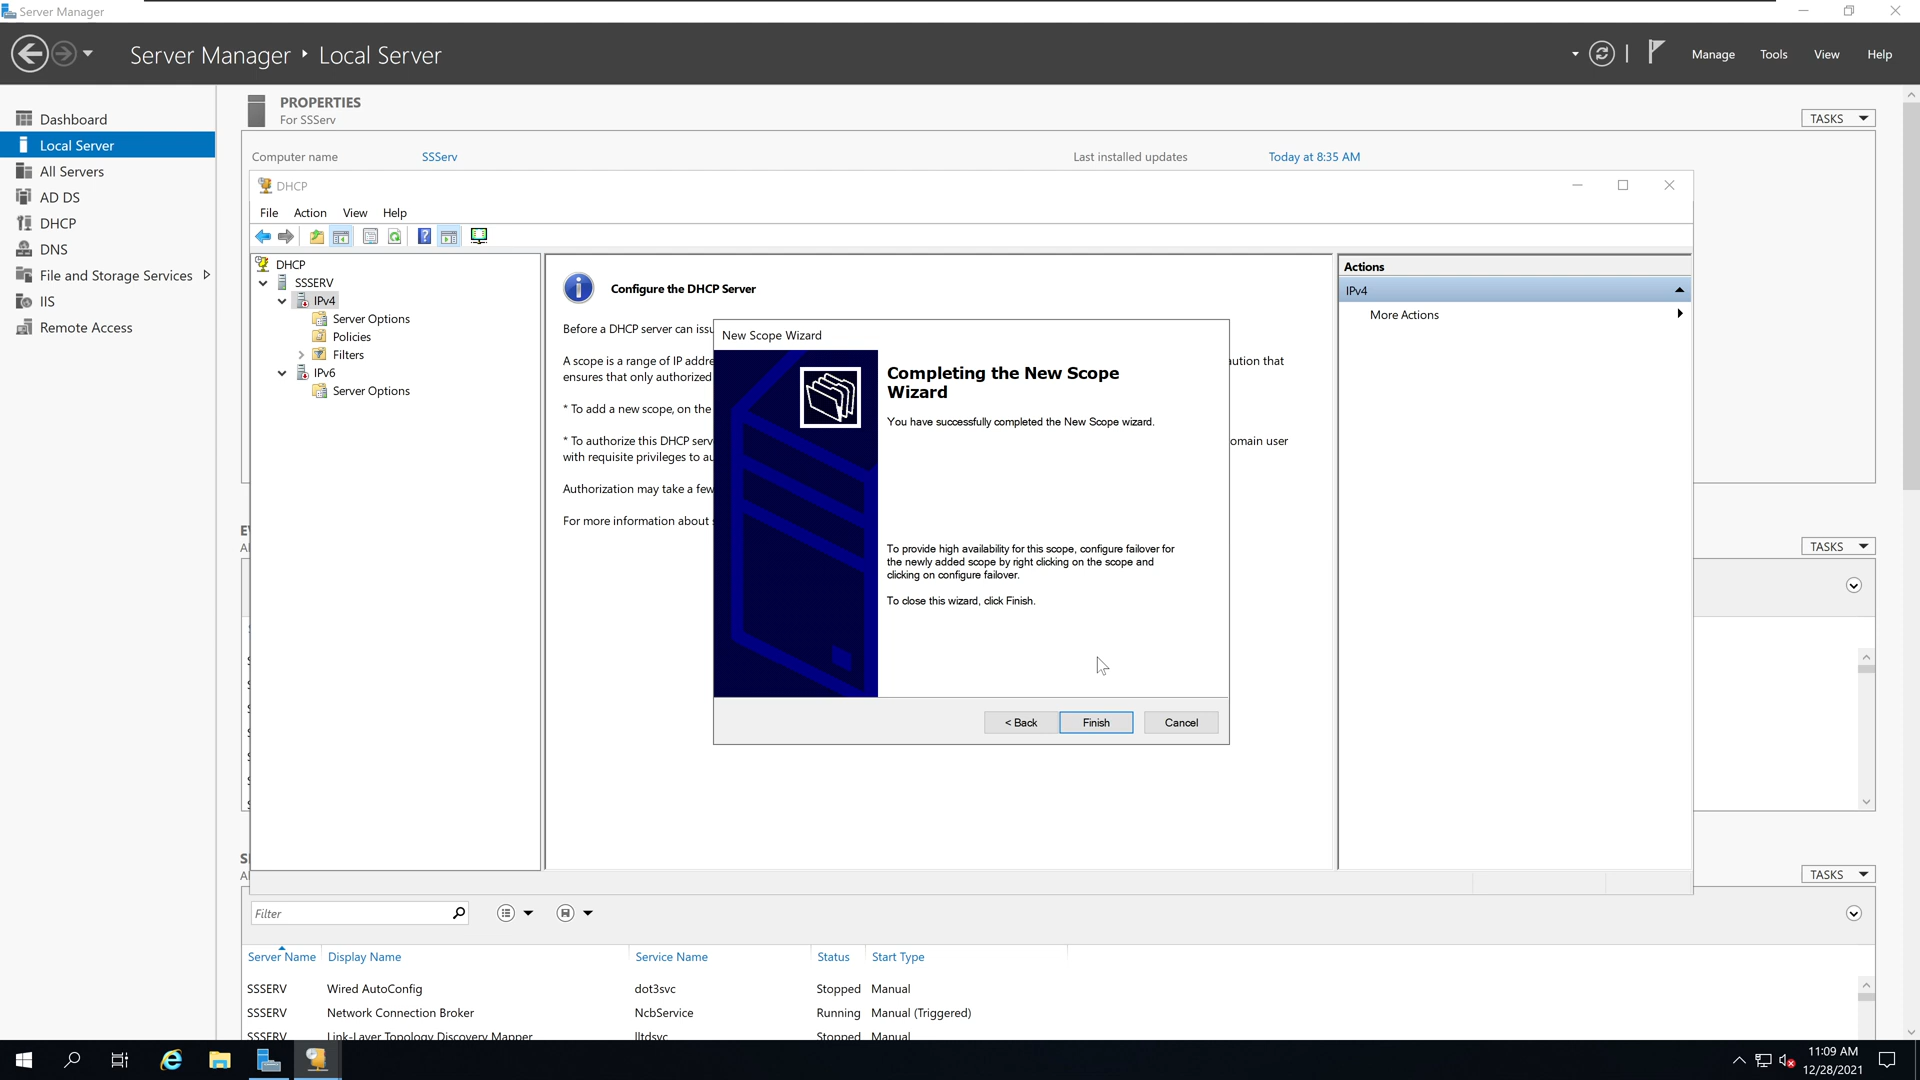 Server Manager
Server Manager ‣ Local Server
Manage Tools View Help
Dashboard
Local Server
All Servers
AD DS
DHCP
DNS
File and Storage Services
IIS
Remote Access
PROPERTIES
For SSServ
TASKS
Computer name SSServ Last installed updates Today at 8:35 AM
DHCP
File Action View Help
DHCP
SSSERV
IPv4
Server Options
Policies
Filters
IPv6
Server Options
Configure the DHCP Server
Before a DHCP server can issu
A scope is a range of IP addre
ution that
ensures that only authorized
* To add a new scope, on the
* To authorize this DHCP serv
omain user
with requisite privileges to au
Authorization may take a few
For more information about s
New Scope Wizard
Completing the New Scope
Wizard
You have successfully completed the New Scope wizard.
To provide high availability for this scope, configure failover for
the newly added scope by right clicking on the scope and
clicking on configure failover.
To close this wizard, click Finish.
< Back Finish Cancel
Actions
IPv4
More Actions
TASKS
TASKS
Filter
Server Name Display Name Service Name Status Start Type
SSSERV Wired AutoConfig dot3svc Stopped Manual
SSSERV Network Connection Broker NcbService Running Manual (Triggered)
SSSERV Link-Layer Topology Discovery Mapper lltdsvc Stopped Manual
11:09 AM
12/28/2021